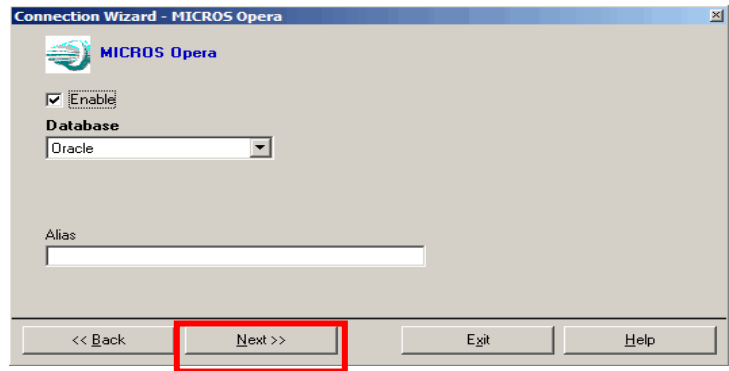 Connection Wizard - MICROS Opera
MICROS Opera
Enable
Database
Oracle
Alias
<< Back Next >> Exit Help